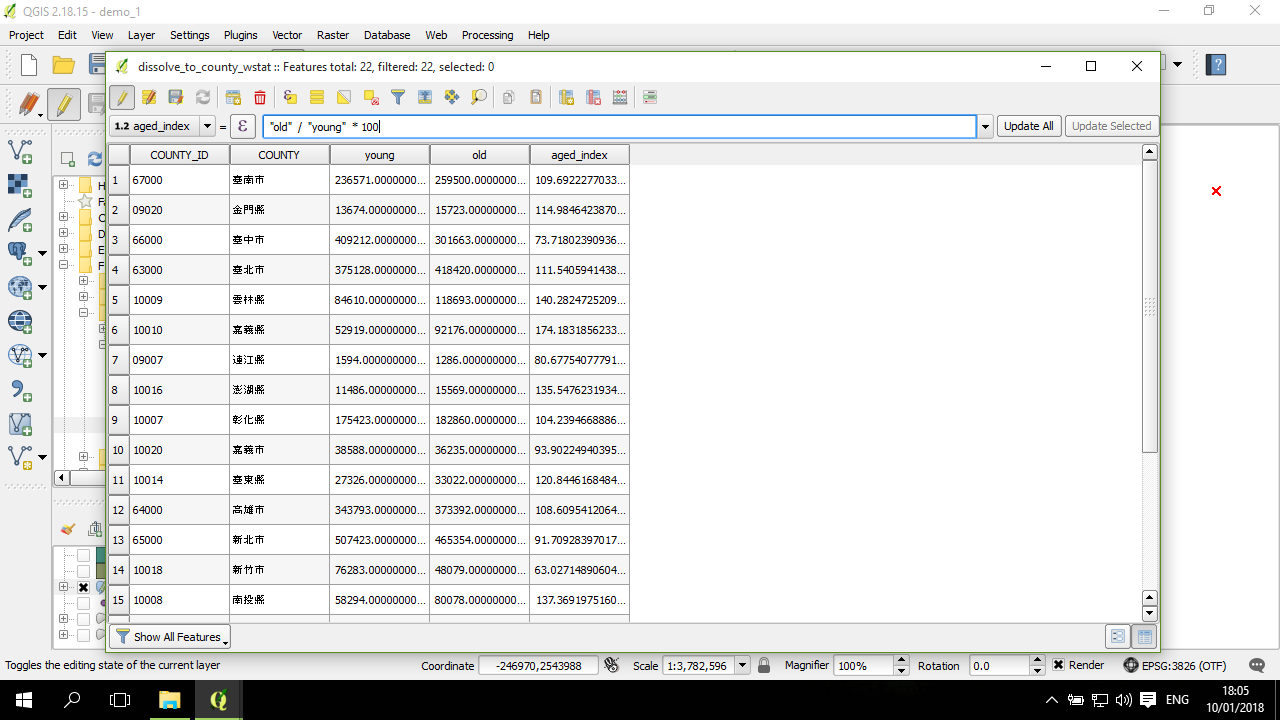 QGIS 2.18.15 - demo_1
Project Edit View Layer Settings Plugins Vector Raster Database Web Processing Help
dissolve_to_county_wstat :: Features total: 22, filtered: 22, selected: 0
1.2 aged_index = ε "old" / "young" * 100 Update All Update Selected
COUNTY_ID COUNTY young old aged_index
1 67000 臺南市 236571.0000000... 259500.0000000... 109.6922277033...
2 09020 金門縣 13674.00000000... 15723.00000000... 114.9846423870...
3 66000 臺中市 409212.0000000... 301663.0000000... 73.71802390936...
4 63000 臺北市 375128.0000000... 418420.0000000... 111.5405941438...
5 10009 雲林縣 84610.00000000... 118693.0000000... 140.2824725209...
6 10010 嘉義縣 52919.00000000... 92176.00000000... 174.1831856233...
7 09007 連江縣 1594.000000000... 1286.000000000... 80.67754077791...
8 10016 澎湖縣 11486.00000000... 15569.00000000... 135.5476231934...
9 10007 彰化縣 175423.0000000... 182860.0000000... 104.2394668886...
10 10020 嘉義市 38588.00000000... 36235.00000000... 93.90224940395...
11 10014 臺東縣 27326.00000000... 33022.00000000... 120.8446168484...
12 64000 高雄市 343793.0000000... 373392.0000000... 108.6095412064...
13 65000 新北市 507423.0000000... 465354.0000000... 91.70928397017...
14 10018 新竹市 76283.00000000... 48079.00000000... 63.02714890604...
15 10008 南投縣 58294.00000000... 80078.00000000... 137.3691975160...
Show All Features
Toggles the editing state of the current layer Coordinate -246970,2543988 Scale 1:3,782,596 Magnifier 100% Rotation 0.0 Render EPSG:3826 (OTF)
ENG
18:05
10/01/2018